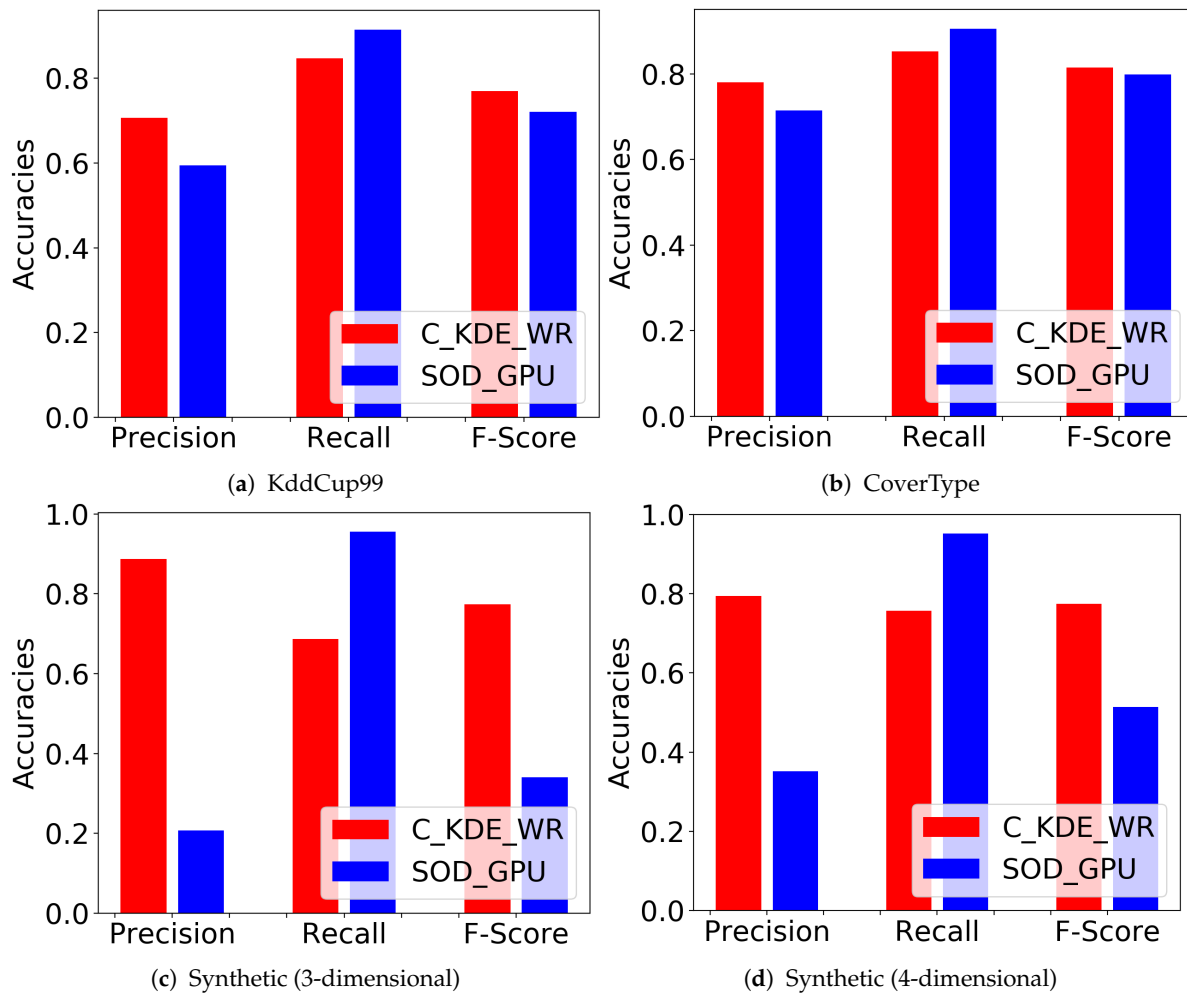 Accuracies
0.8
0.6
0.4
0.2
0.0
C_KDE_WR
SOD_GPU
Precision Recall F-Score
(a) KddCup99
Accuracies
0.8
0.6
0.4
0.2
0.0
C_KDE_WR
SOD_GPU
Precision Recall F-Score
(b) CoverType
Accuracies
1.0
0.8
0.6
0.4
0.2
0.0
C_KDE_WR
SOD_GPU
Precision Recall F-Score
(c) Synthetic (3-dimensional)
Accuracies
1.0
0.8
0.6
0.4
0.2
0.0
C_KDE_WR
SOD_GPU
Precision Recall F-Score
(d) Synthetic (4-dimensional)